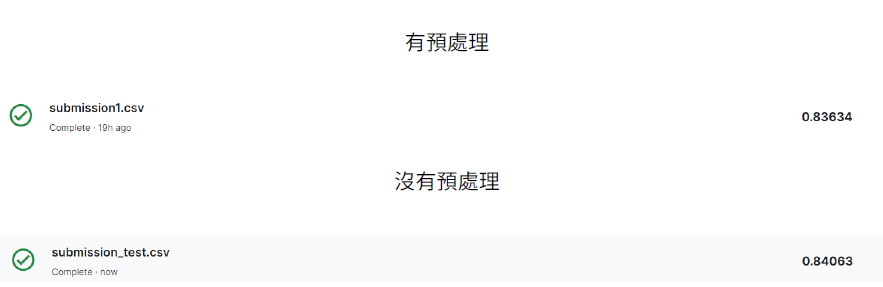 有預處理
submission1.csv
0.83634
Complete · 19h ago
沒有預處理
submission_test.csv
0.84063
Complete · now